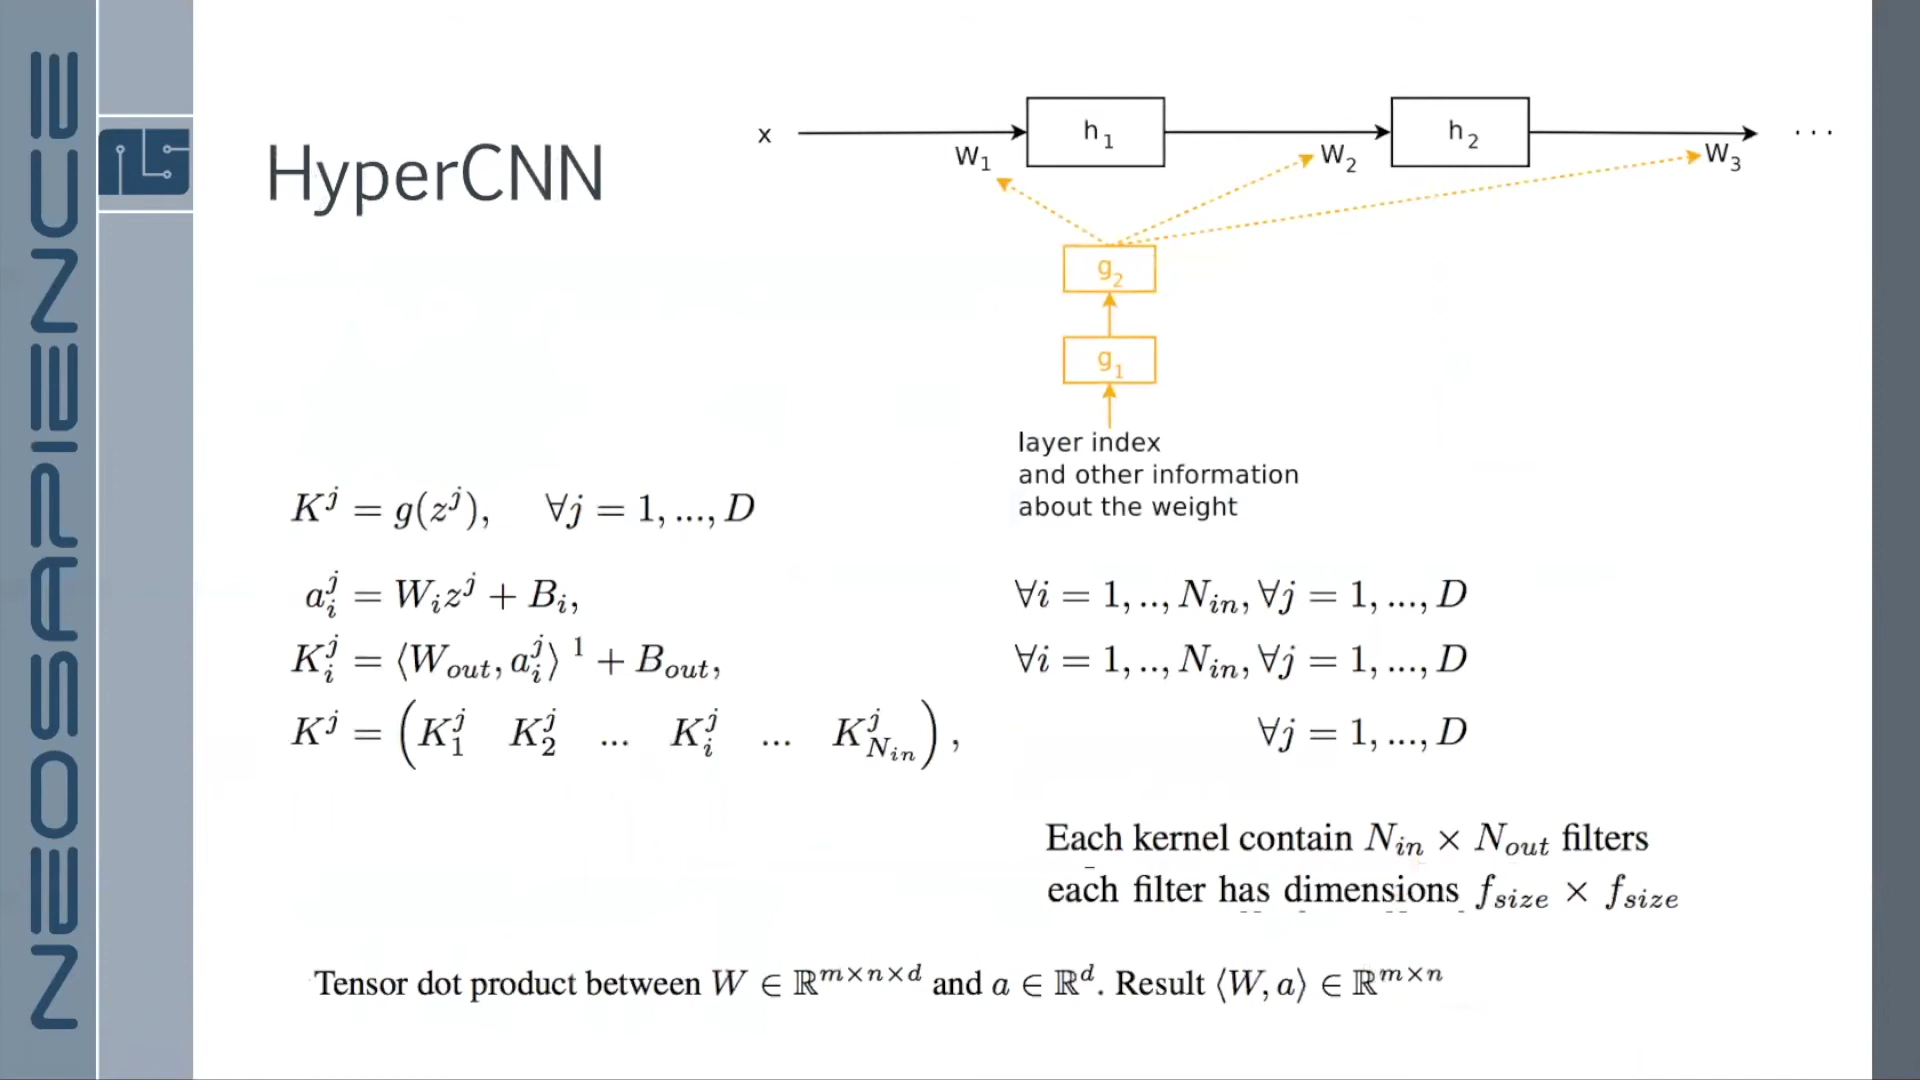 NEOSAPIENCE
HyperCNN
x
h₁
h₂
. . .
W₁
W₂
W₃
g₂
g₁
layer index
and other information
about the weight
Kʲ = g(zʲ),   ∀j = 1, ..., D
a_i^j = W_i z^j + B_i,   ∀i = 1, .., N_in, ∀j = 1, ..., D
K_i^j = ⟨W_out, a_i^j⟩ ¹ + B_out,   ∀i = 1, .., N_in, ∀j = 1, ..., D
K^j = ( K_1^j   K_2^j   ...   K_i^j   ...   K_{N_in}^j ) ,   ∀j = 1, ..., D
Each kernel contain N_in × N_out filters
each filter has dimensions f_size × f_size
Tensor dot product between W ∈ ℝ^{m×n×d} and a ∈ ℝ^d. Result ⟨W, a⟩ ∈ ℝ^{m×n}